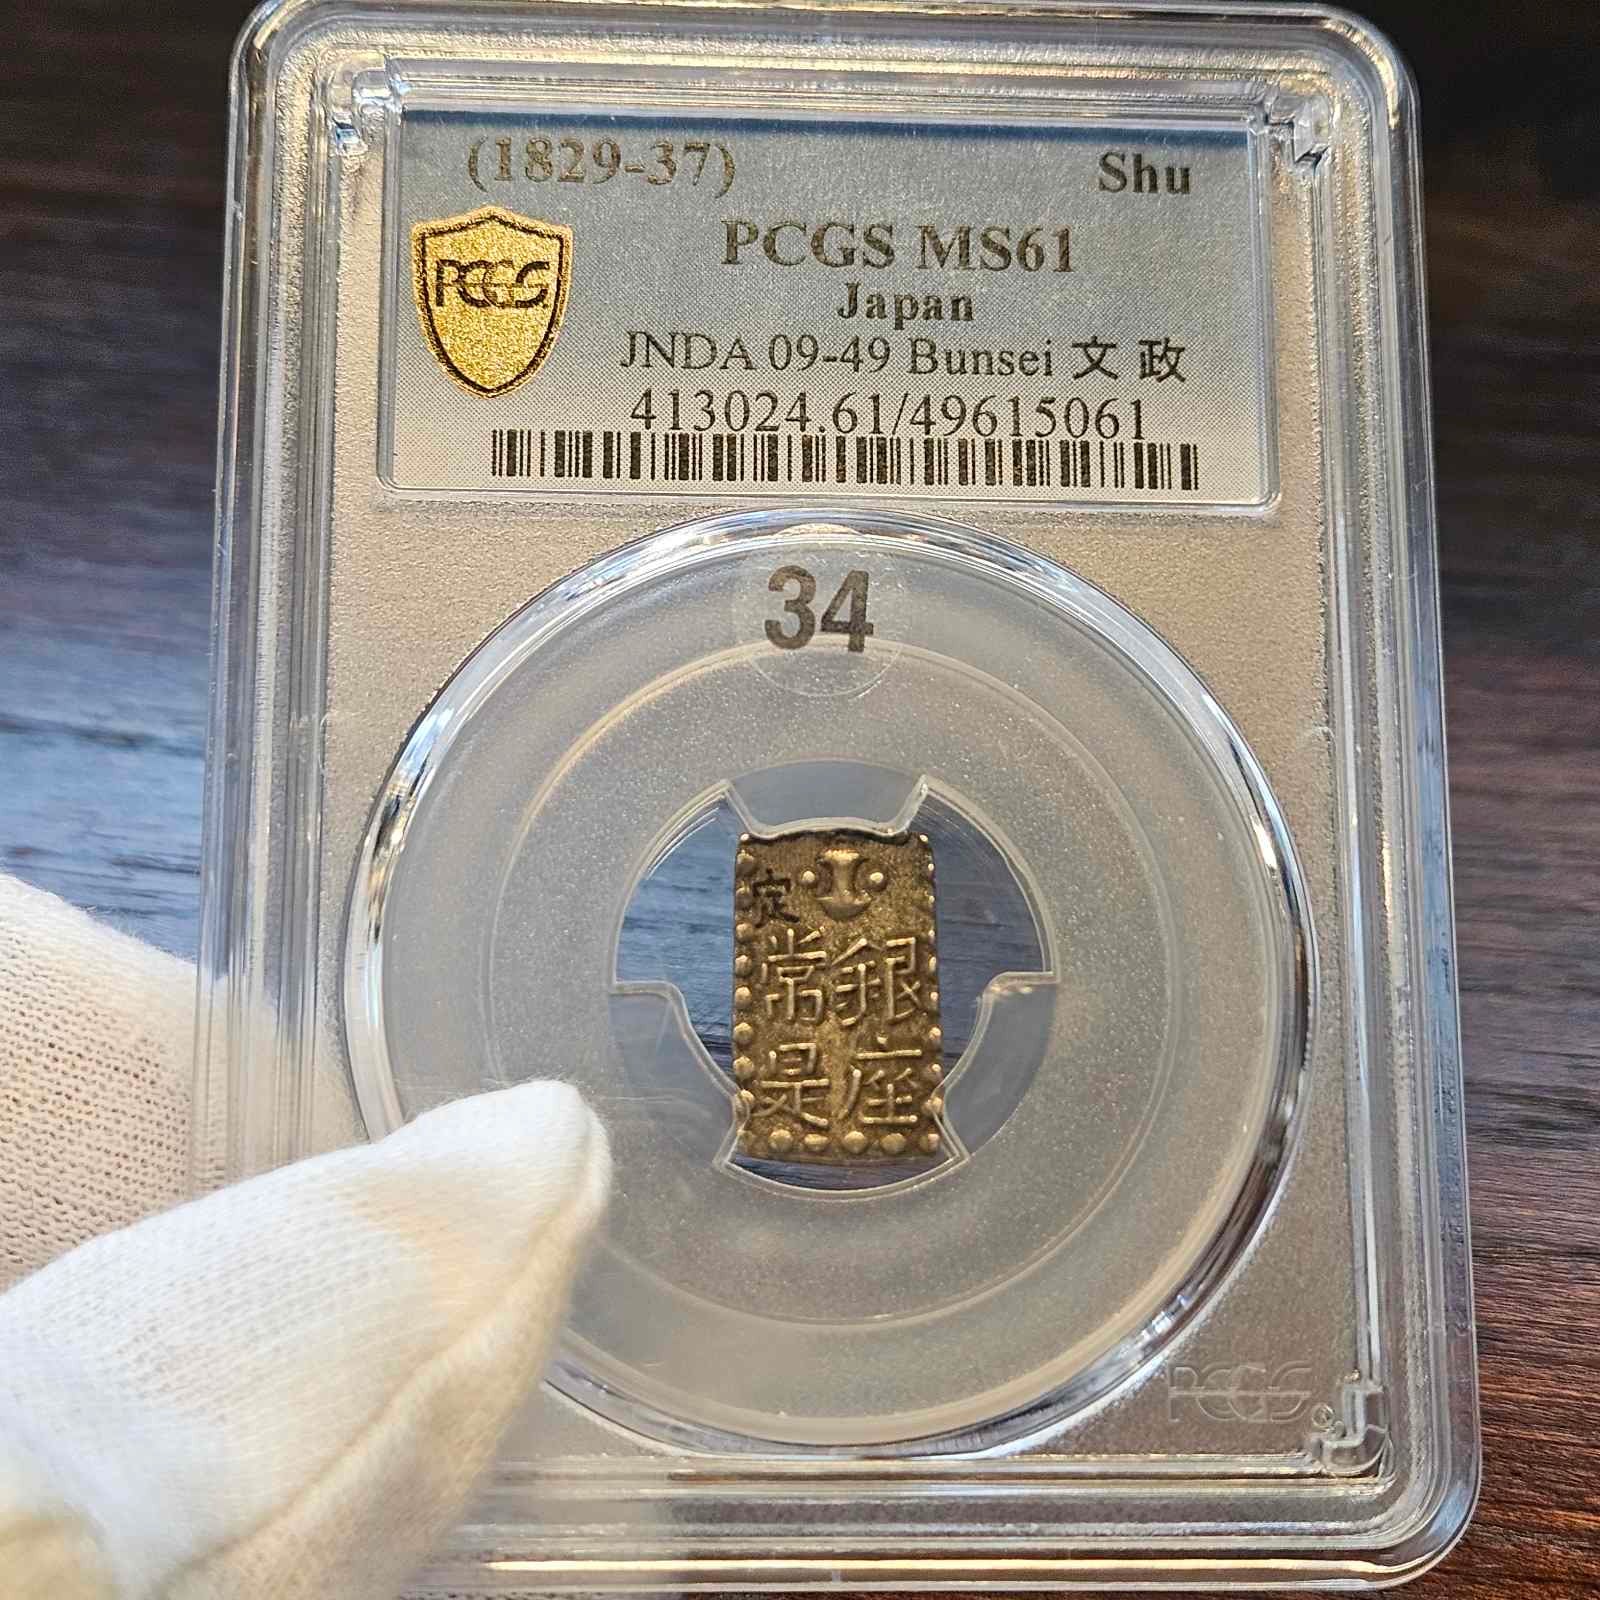 (1829-37) Shu
PCGS MS61
PCGS
Japan
JNDA 09-49 Bunsei 文政
413024.61/49615061
34
定
常 銀
是 座
PCGS